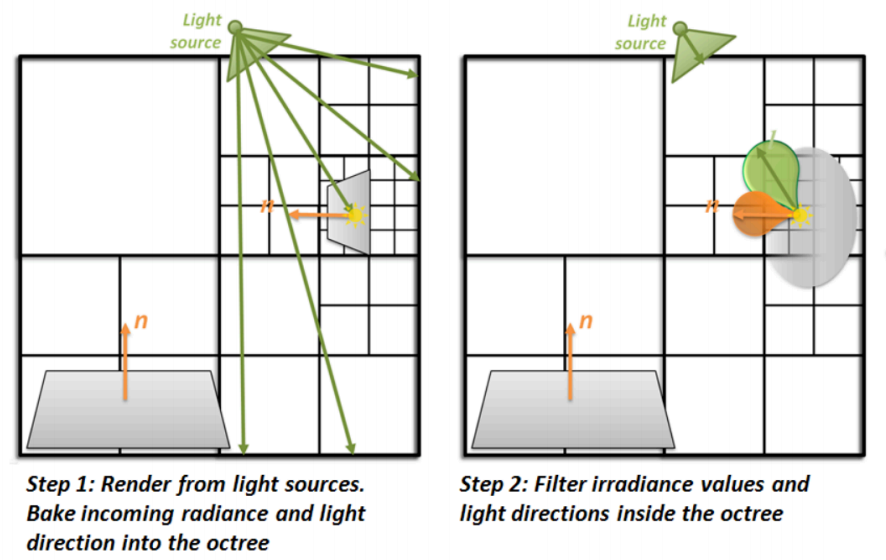 Light
source
n
n
Step 1: Render from light sources.
Bake incoming radiance and light
direction into the octree
Light
source
l
n
n
Step 2: Filter irradiance values and
light directions inside the octree